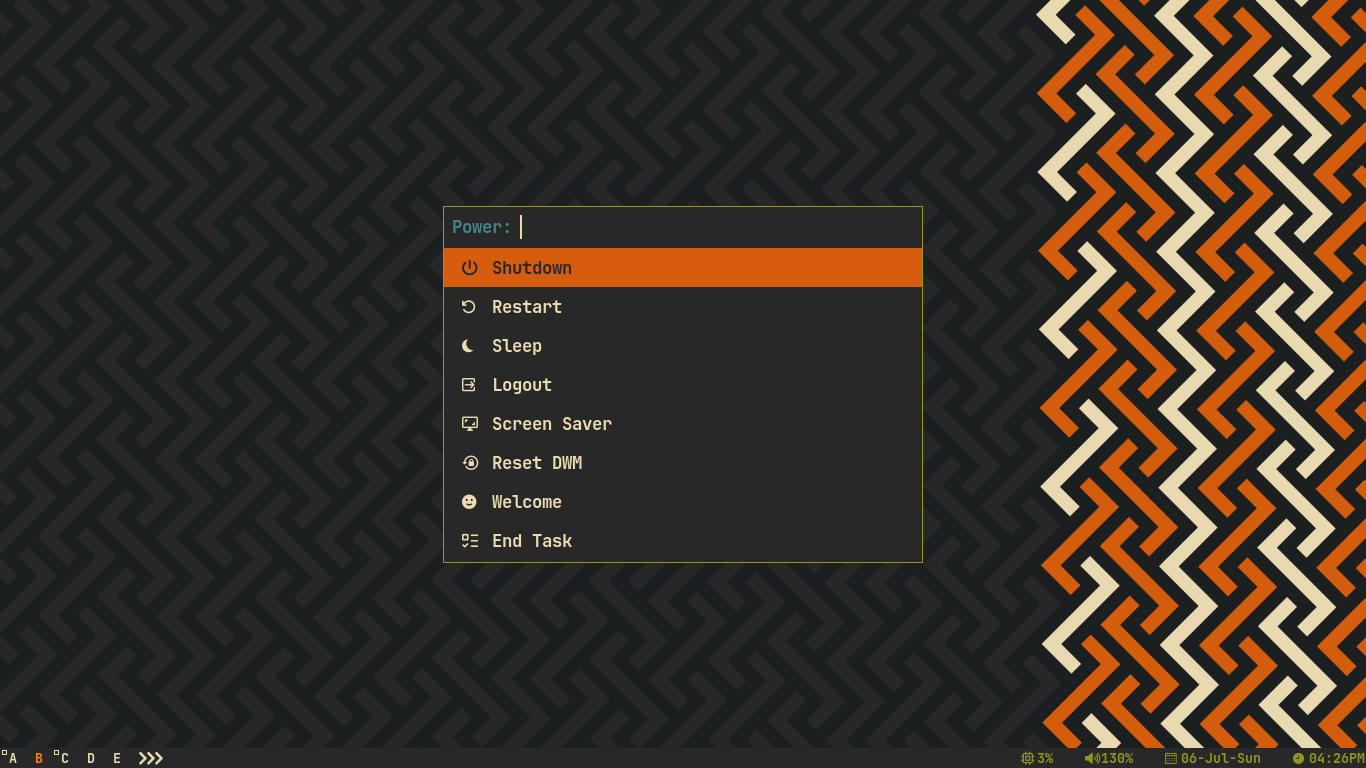 Power:
Shutdown
Restart
Sleep
Logout
Screen Saver
Reset DWM
Welcome
End Task
A B C D E 3% 130% 06-Jul-Sun 04:26PM